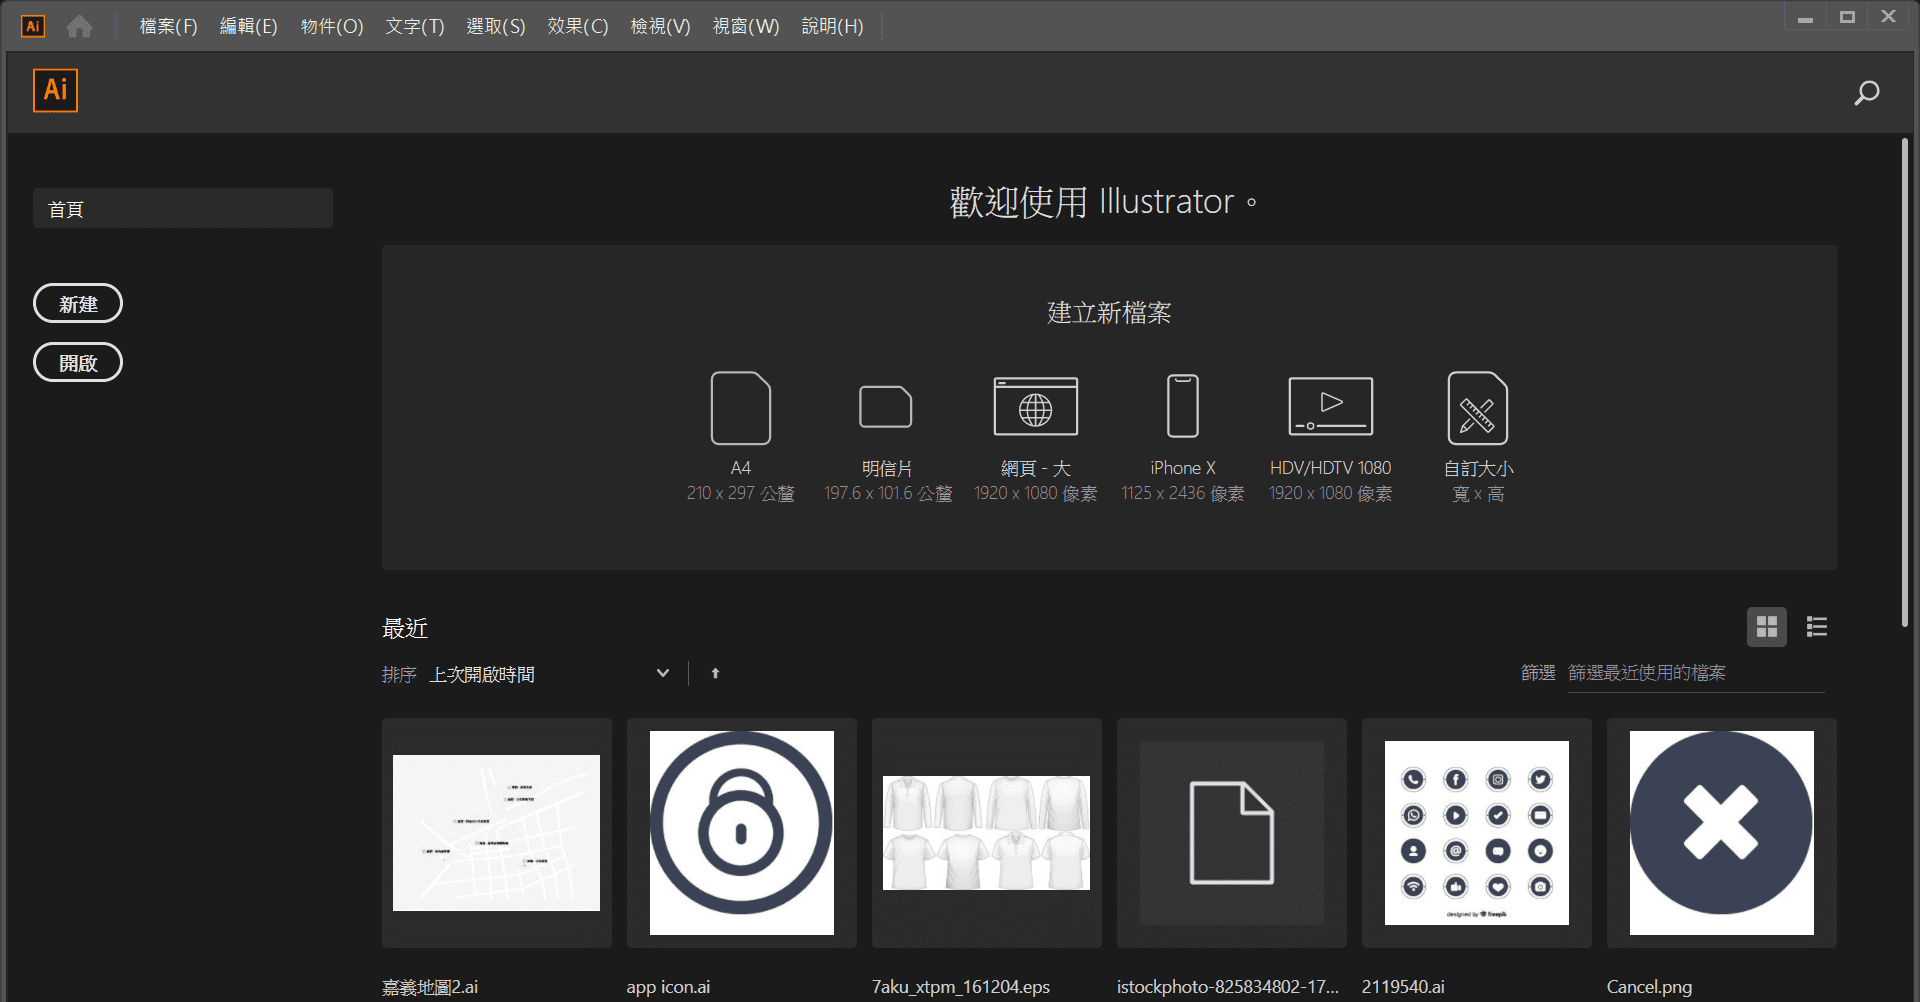 Ai 檔案(F) 編輯(E) 物件(O) 文字(T) 選取(S) 效果(C) 檢視(V) 視窗(W) 說明(H)
Ai
首頁
新建
開啟
歡迎使用 Illustrator。
建立新檔案
A4 明信片 網頁 - 大 iPhone X HDV/HDTV 1080 自訂大小
210 x 297 公釐 197.6 x 101.6 公釐 1920 x 1080 像素 1125 x 2436 像素 1920 x 1080 像素 寬 x 高
最近
排序 上次開啟時間 篩選 篩選最近使用的檔案
designed by freepik
嘉義地圖2.ai app icon.ai 7aku_xtpm_161204.eps istockphoto-825834802-17... 2119540.ai Cancel.png